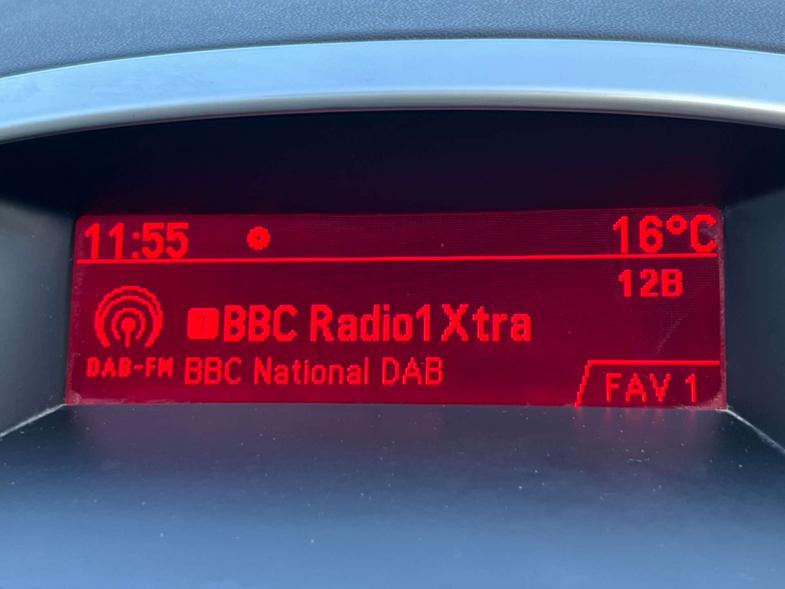 11:55 16°C
12B
BBC Radio1Xtra
DAB-FM BBC National DAB
FAV 1